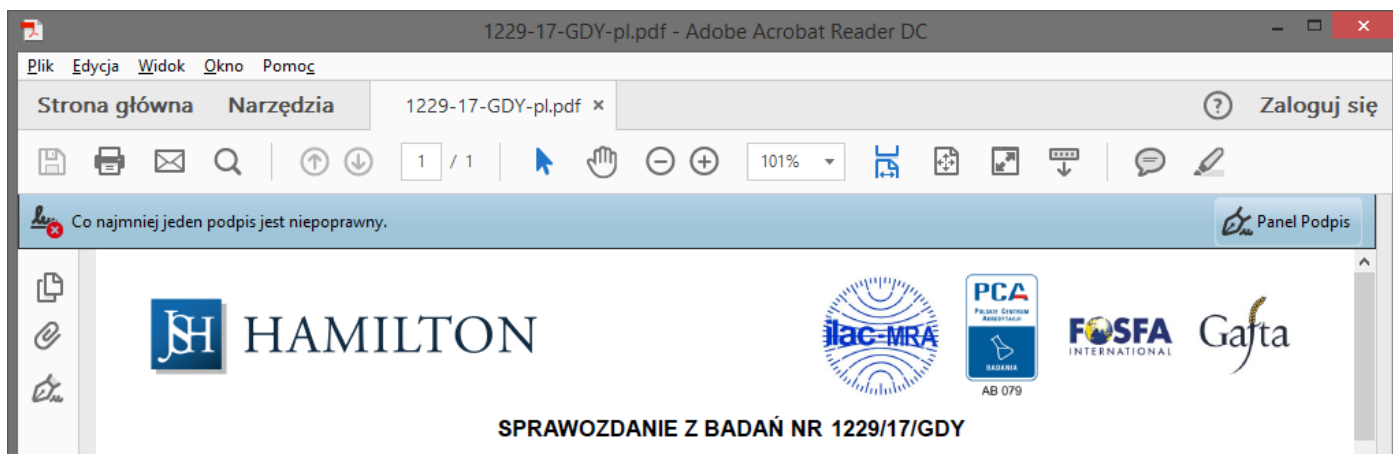 1229-17-GDY-pl.pdf - Adobe Acrobat Reader DC
Plik Edycja Widok Okno Pomoc
Strona główna Narzędzia 1229-17-GDY-pl.pdf × Zaloguj się
1 / 1 101%
Co najmniej jeden podpis jest niepoprawny. Panel Podpis
JSH HAMILTON ilac-MRA PCA POLSKIE CENTRUM AKREDYTACJI BADANIA AB 079 FOSFA INTERNATIONAL Gafta
SPRAWOZDANIE Z BADAŃ NR 1229/17/GDY